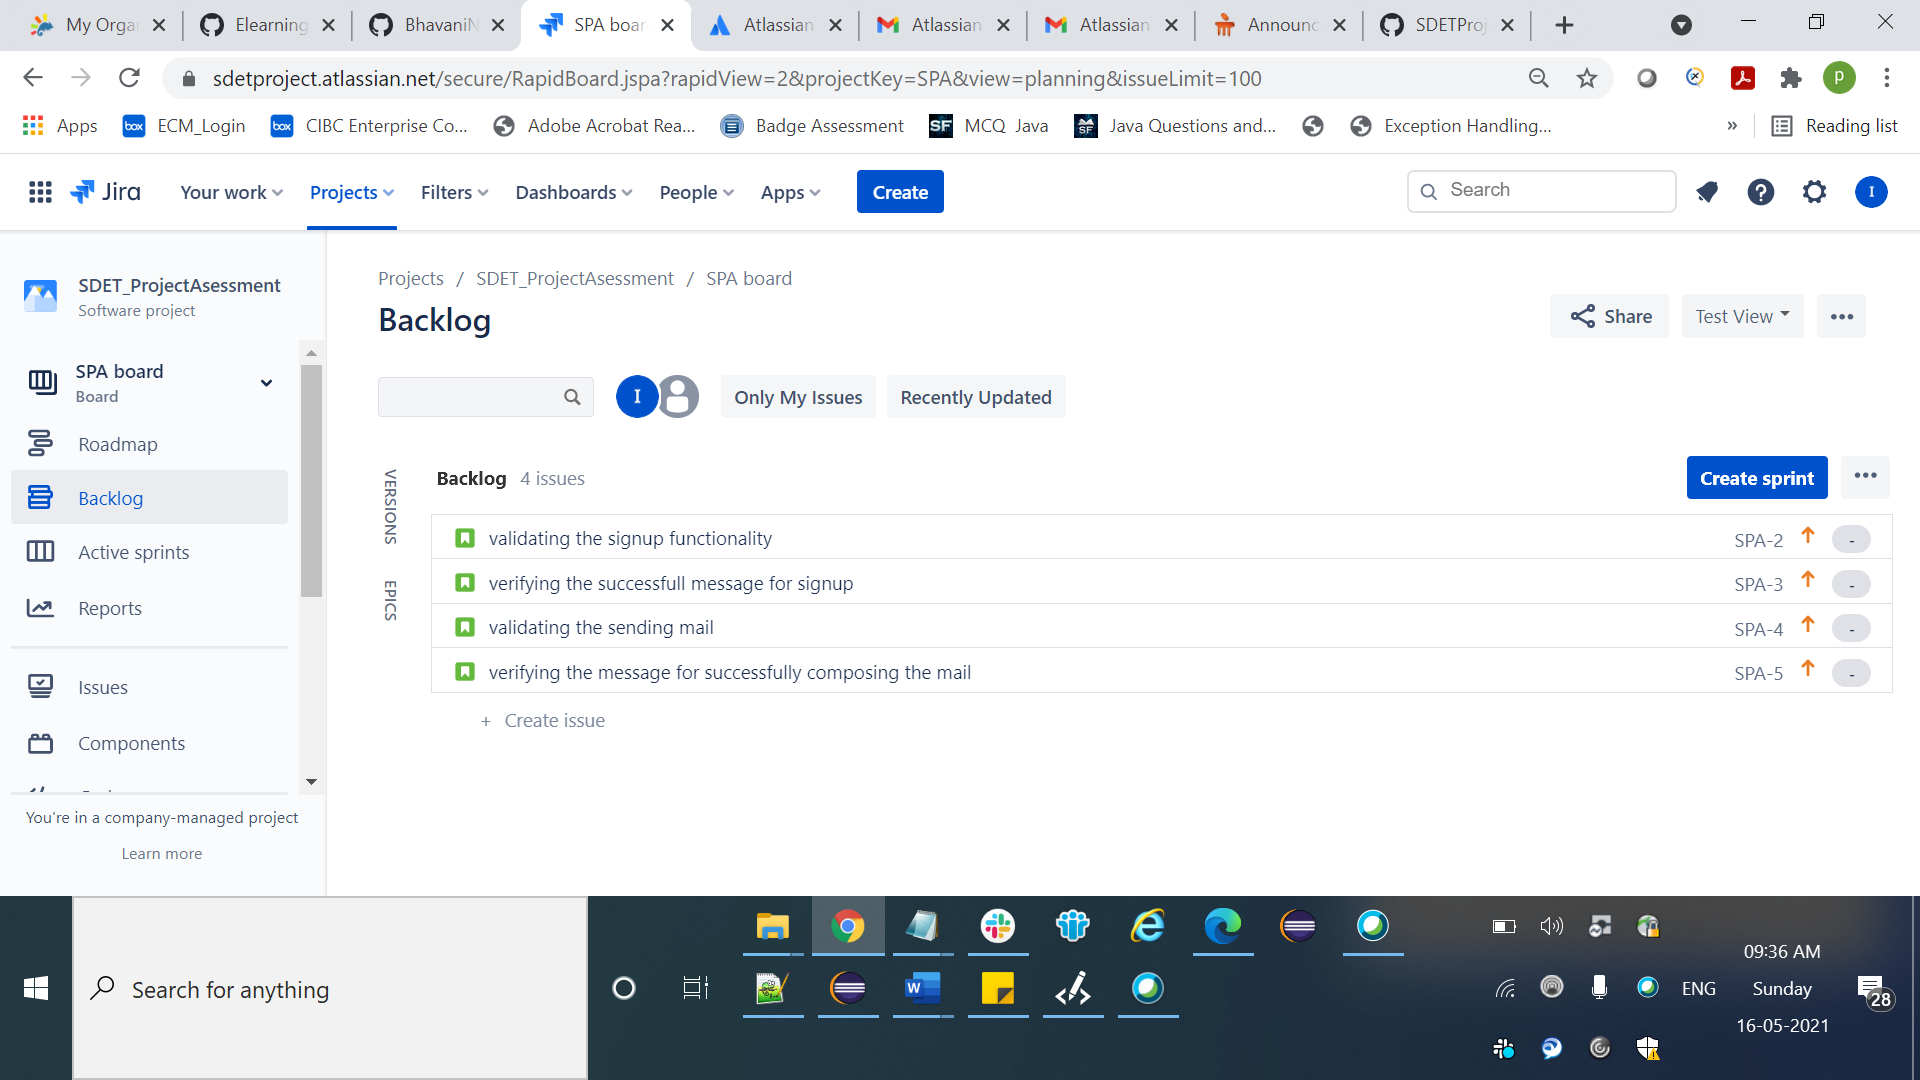 My Orga
Elearning
BhavaniN
SPA boar
Atlassian
Atlassian
Atlassian
Announc
SDETProj
sdetproject.atlassian.net/secure/RapidBoard.jspa?rapidView=2&projectKey=SPA&view=planning&issueLimit=100
p
Apps
box ECM_Login
box CIBC Enterprise Co...
Adobe Acrobat Rea...
Badge Assessment
SF MCQ Java
SF Java Questions and...
Exception Handling...
»
Reading list
Jira
Your work
Projects
Filters
Dashboards
People
Apps
Create
Search
I
SDET_ProjectAsessment
Software project
SPA board
Board
Roadmap
Backlog
Active sprints
Reports
Issues
Components
You're in a company-managed project
Learn more
Projects / SDET_ProjectAsessment / SPA board
Backlog
Share
Test View
I
Only My Issues
Recently Updated
VERSIONS
EPICS
Backlog 4 issues
Create sprint
validating the signup functionality SPA-2 -
verifying the successfull message for signup SPA-3 -
validating the sending mail SPA-4 -
verifying the message for successfully composing the mail SPA-5 -
+ Create issue
Search for anything
W
ENG
09:36 AM
Sunday
16-05-2021
28